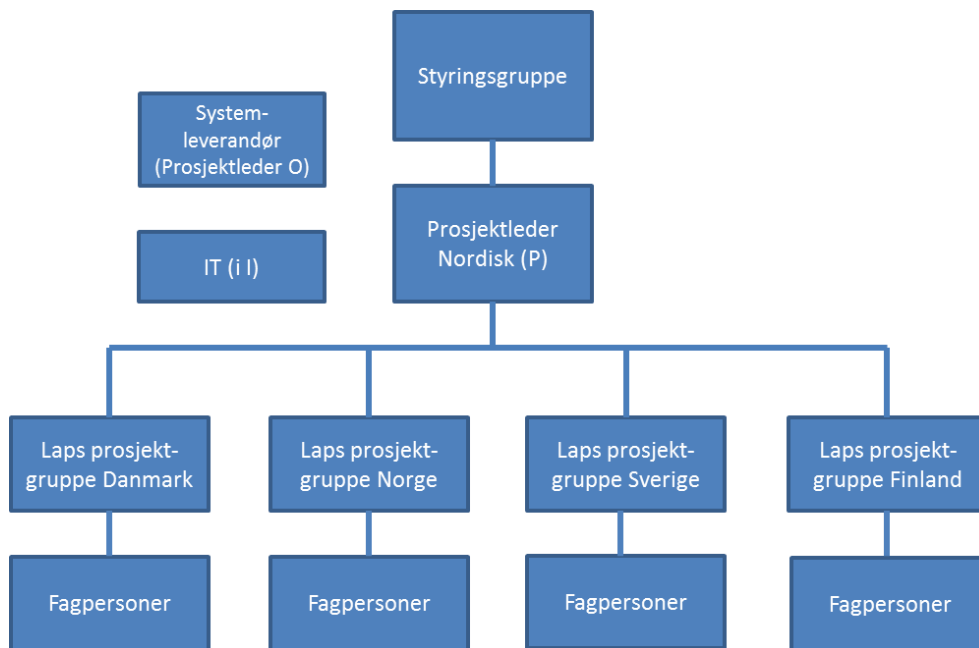 Styringsgruppe
System-
leverandør
(Prosjektleder O)
Prosjektleder
Nordisk (P)
IT (i I)
Laps prosjekt-
gruppe Danmark
Laps prosjekt-
gruppe Norge
Laps prosjekt-
gruppe Sverige
Laps prosjekt-
gruppe Finland
Fagpersoner
Fagpersoner
Fagpersoner
Fagpersoner